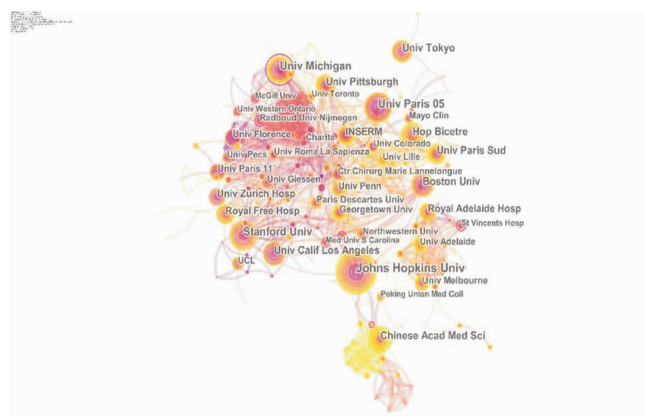 Univ Tokyo
Univ Michigan
Univ Pittsburgh
McGill Univ
Univ Toronto
Univ Paris 05
Univ Western Ontario
Radboud Univ Nijmegen
Mayo Clin
Univ Florence
Charite
INSERM
Hop Bicetre
Univ Colorado
Univ Pecs
Univ Roma La Sapienza
Univ Lille
Univ Paris Sud
Univ Paris 11
Ctr Chirurg Marie Lannelongue
Univ Giessen
Univ Penn
Boston Univ
Univ Zurich Hosp
Paris Descartes Univ
Royal Free Hosp
Georgetown Univ
Royal Adelaide Hosp
St Vincents Hosp
Stanford Univ
Northwestern Univ
Med Univ S Carolina
Univ Adelaide
Univ Calif Los Angeles
UCL
Johns Hopkins Univ
Univ Melbourne
Peking Union Med Coll
Chinese Acad Med Sci